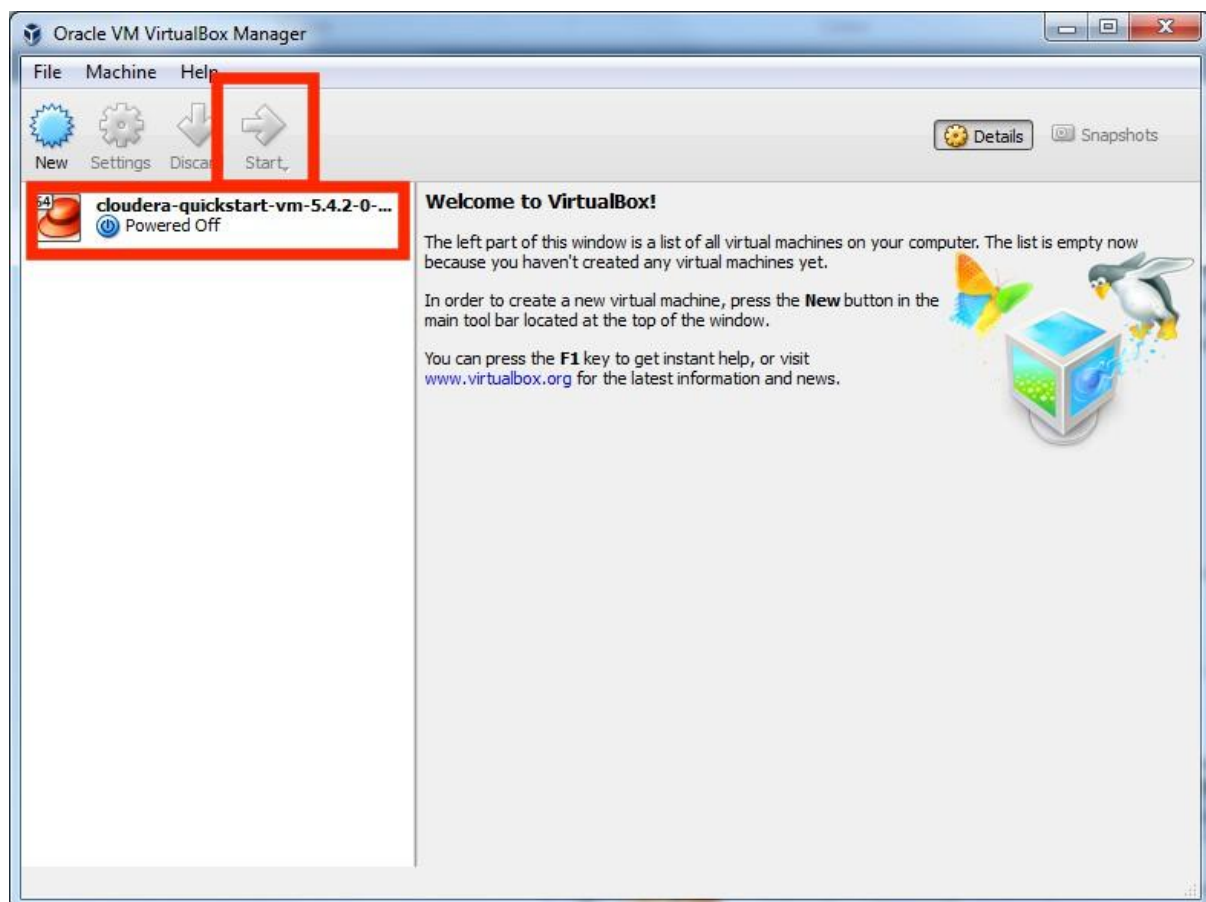 Oracle VM VirtualBox Manager
File Machine Help
New Settings Discar Start
Details Snapshots
64
cloudera-quickstart-vm-5.4.2-0-...
Powered Off
Welcome to VirtualBox!
The left part of this window is a list of all virtual machines on your computer. The list is empty now
because you haven't created any virtual machines yet.
In order to create a new virtual machine, press the New button in the
main tool bar located at the top of the window.
You can press the F1 key to get instant help, or visit
www.virtualbox.org for the latest information and news.